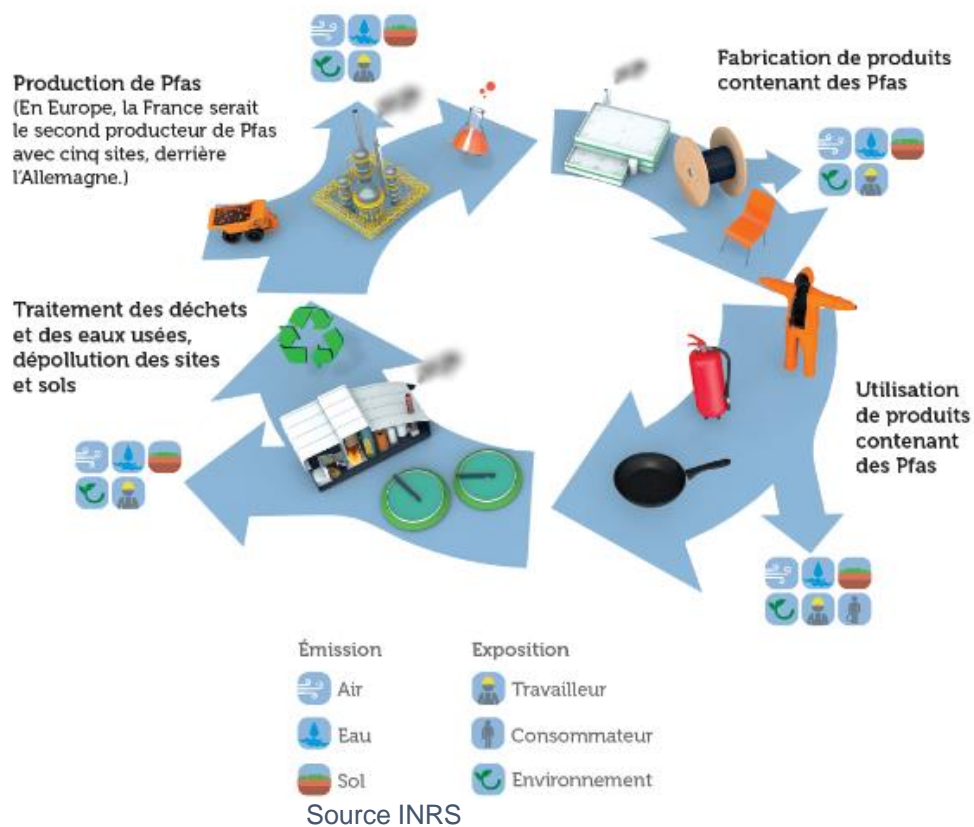 Production de Pfas
(En Europe, la France serait
le second producteur de Pfas
avec cinq sites, derrière
l'Allemagne.)
Fabrication de produits
contenant des Pfas
Utilisation
de produits
contenant
des Pfas
Traitement des déchets
et des eaux usées,
dépollution des sites
et sols
Émission
Air
Eau
Sol
Exposition
Travailleur
Consommateur
Environnement
Source INRS